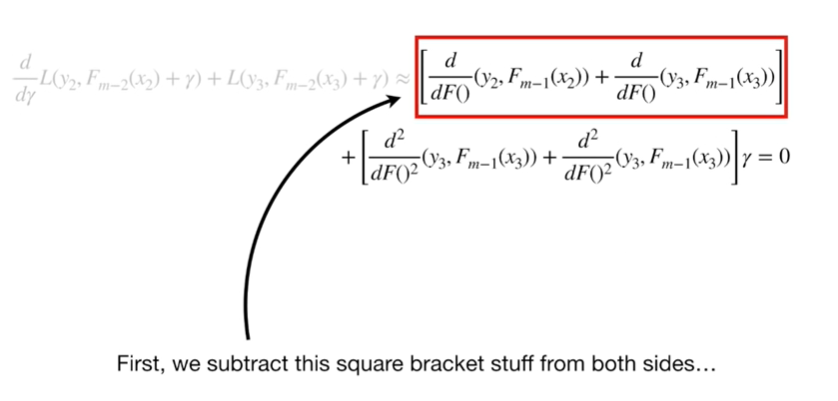 d/dγ L(y₂, Fₘ₋₂(x₂) + γ) + L(y₃, Fₘ₋₂(x₃) + γ) ≈ [d/dF() (y₂, Fₘ₋₁(x₂)) + d/dF() (y₃, Fₘ₋₁(x₃))]
+ [d²/dF()² (y₃, Fₘ₋₁(x₃)) + d²/dF()² (y₃, Fₘ₋₁(x₃))] γ = 0
First, we subtract this square bracket stuff from both sides…